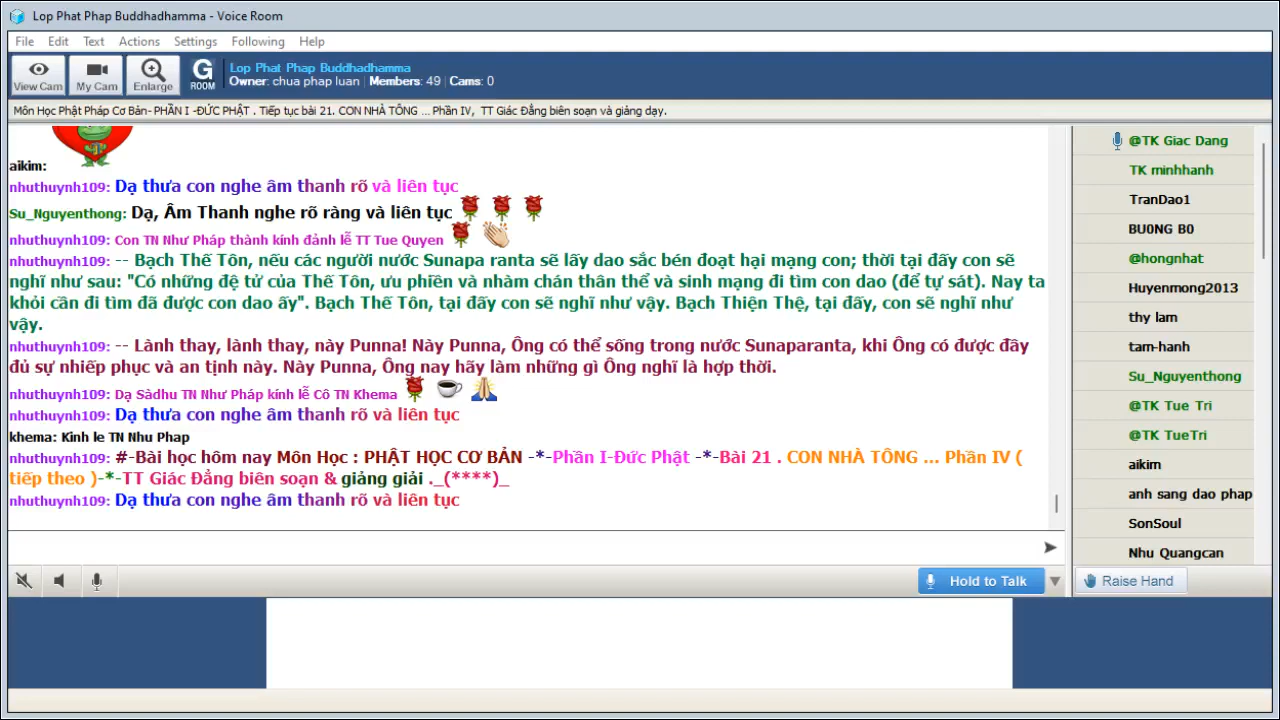 Lop Phat Phap Buddhadhamma - Voice Room
File Edit Text Actions Settings Following Help
View Cam My Cam Enlarge G ROOM
Lop Phat Phap Buddhadhamma
Owner: chua phap luan Members: 49 Cams: 0
Môn Học Phật Pháp Cơ Bản- PHẦN I -ĐỨC PHẬT . Tiếp tục bài 21. CON NHÀ TÔNG ... Phần IV, TT Giác Đẳng biên soạn và giảng dạy.
aikim:
nhuthuynh109: Dạ thưa con nghe âm thanh rõ và liên tục
Su_Nguyenthong: Dạ, Âm Thanh nghe rõ ràng và liên tục
nhuthuynh109: Con TN Như Pháp thành kính đảnh lễ TT Tue Quyen
nhuthuynh109: -- Bạch Thế Tôn, nếu các người nước Sunapa ranta sẽ lấy dao sắc bén đoạt hại mạng con; thời tại đấy con sẽ
nghĩ như sau: "Có những đệ tử của Thế Tôn, ưu phiền và nhàm chán thân thể và sinh mạng đi tìm con dao (để tự sát). Nay ta
khỏi cần đi tìm đã được con dao ấy". Bạch Thế Tôn, tại đấy con sẽ nghĩ như vậy. Bạch Thiện Thệ, tại đấy, con sẽ nghĩ như
vậy.
nhuthuynh109: -- Lành thay, lành thay, này Punna! Này Punna, Ông có thể sống trong nước Sunaparanta, khi Ông có được đây
đủ sự nhiếp phục và an tịnh này. Này Punna, Ông nay hãy làm những gì Ông nghĩ là hợp thời.
nhuthuynh109: Dạ Sàdhu TN Như Pháp kính lễ Cô TN Khema
nhuthuynh109: Dạ thưa con nghe âm thanh rõ và liên tục
khema: Kinh le TN Nhu Phap
nhuthuynh109: #-Bài học hôm nay Môn Học : PHẬT HỌC CƠ BẢN -*-Phần I-Đức Phật -*-Bài 21 . CON NHÀ TÔNG ... Phần IV (
tiếp theo )-*-TT Giác Đẳng biên soạn & giảng giải ._(****)_
nhuthuynh109: Dạ thưa con nghe âm thanh rõ và liên tục
@TK Giac Dang
TK minhhanh
TranDao1
BU0NG B0
@hongnhat
Huyenmong2013
thy lam
tam-hanh
Su_Nguyenthong
@TK Tue Tri
@TK TueTri
aikim
anh sang dao phap
SonSoul
Nhu Quangcan
Hold to Talk
Raise Hand